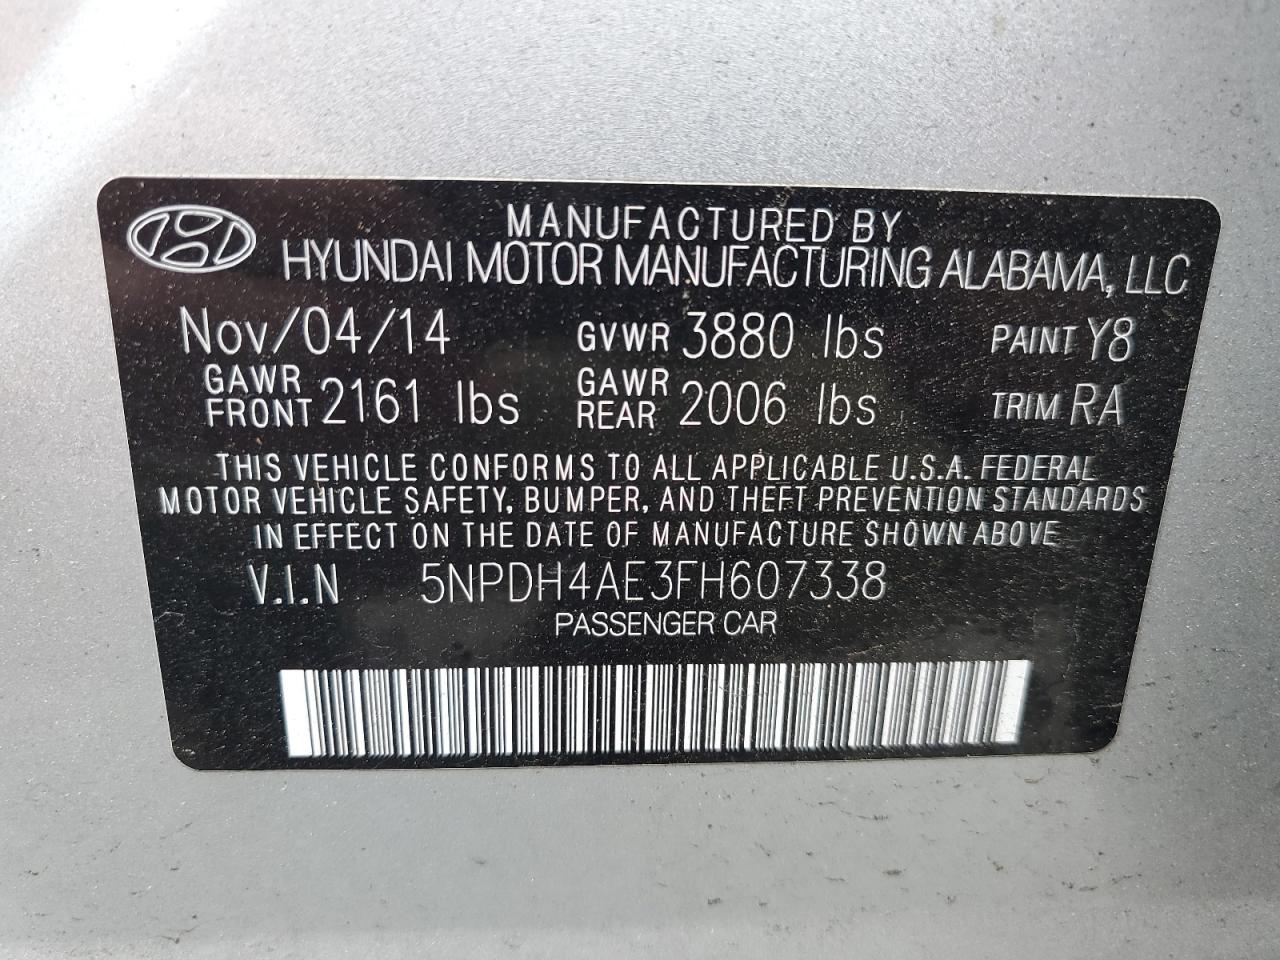 MANUFACTURED BY
HYUNDAI MOTOR MANUFACTURING ALABAMA, LLC
Nov/04/14 GVWR 3880 lbs PAINT Y8
GAWR FRONT 2161 lbs GAWR REAR 2006 lbs TRIM RA
THIS VEHICLE CONFORMS TO ALL APPLICABLE U.S.A. FEDERAL
MOTOR VEHICLE SAFETY, BUMPER, AND THEFT PREVENTION STANDARDS
IN EFFECT ON THE DATE OF MANUFACTURE SHOWN ABOVE
V.I.N 5NPDH4AE3FH607338
PASSENGER CAR